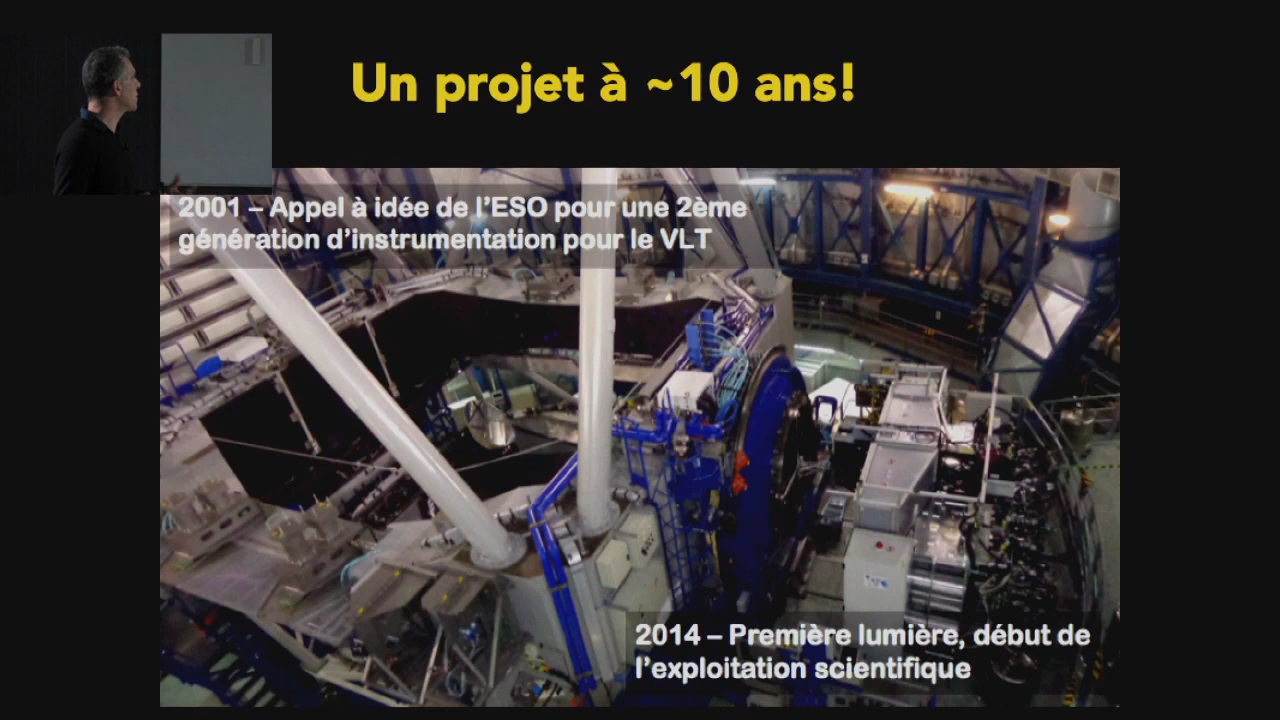 Un projet à ~10 ans!
2001 – Appel à idée de l'ESO pour une 2ème
génération d'instrumentation pour le VLT
2014 – Première lumière, début de
l'exploitation scientifique